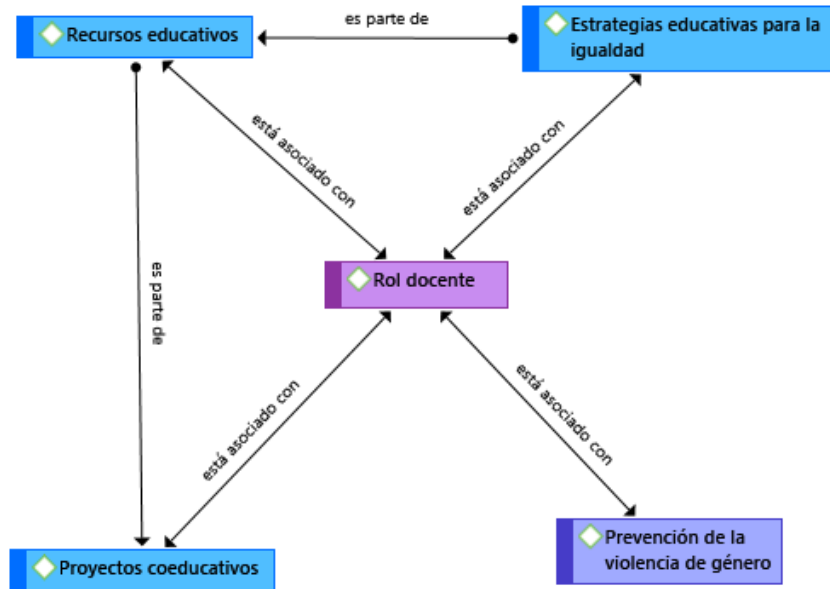 Recursos educativos
es parte de
Estrategias educativas para la
igualdad
está asociado con
está asociado con
es parte de
Rol docente
está asociado con
está asociado con
Proyectos coeducativos
Prevención de la
violencia de género